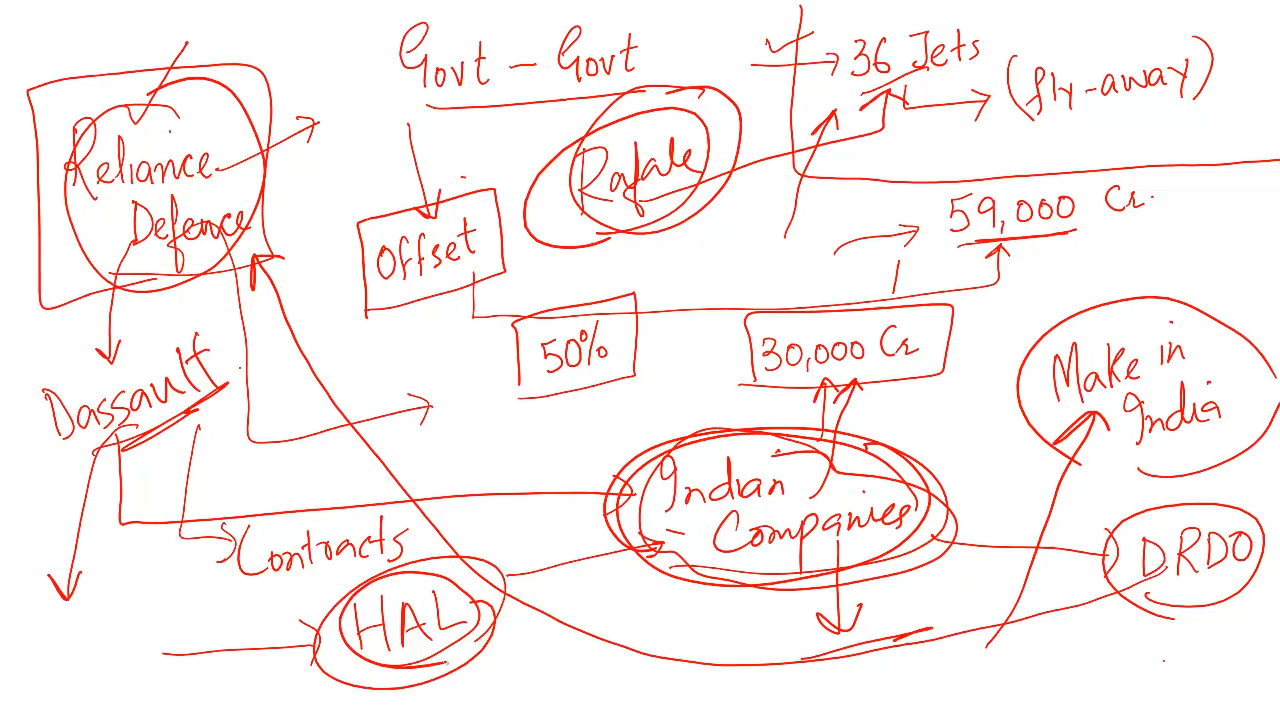 Govt - Govt
36 Jets
(fly-away)
Reliance
Defence
Rafale
59,000 Cr.
Offset
50%
30,000 Cr
Make in
India
Dassault
Indian
- Companies
Contracts
DRDO
HAL